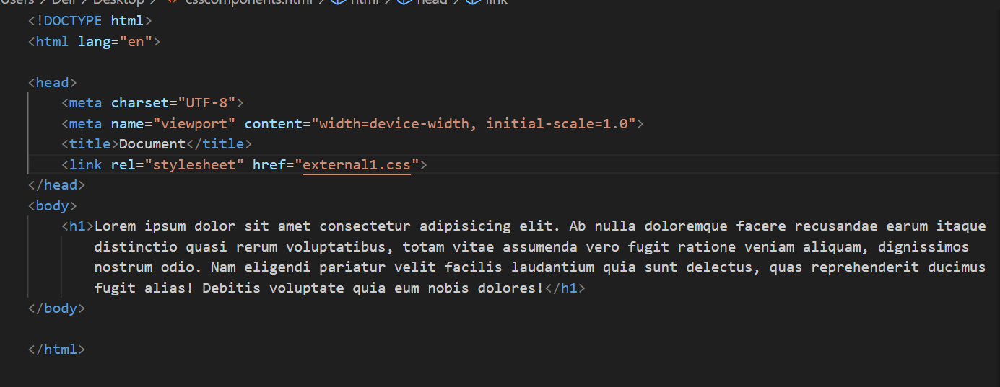 Users > Dell > Desktop > csscomponents.html > html > head > link
<!DOCTYPE html>
<html lang="en">
<head>
<meta charset="UTF-8">
<meta name="viewport" content="width=device-width, initial-scale=1.0">
<title>Document</title>
<link rel="stylesheet" href="external1.css">
</head>
<body>
<h1>Lorem ipsum dolor sit amet consectetur adipisicing elit. Ab nulla doloremque facere recusandae earum itaque
distinctio quasi rerum voluptatibus, totam vitae assumenda vero fugit ratione veniam aliquam, dignissimos
nostrum odio. Nam eligendi pariatur velit facilis laudantium quia sunt delectus, quas reprehenderit ducimus
fugit alias! Debitis voluptate quia eum nobis dolores!</h1>
</body>
</html>